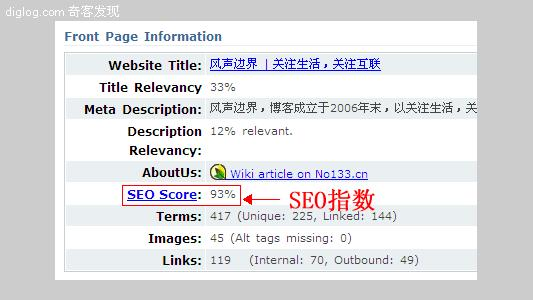 diglog.com 奇客发现
Front Page Information
Website Title: 风声边界 | 关注生活，关注互联
Title Relevancy 33%
Meta Description: 风声边界，博客成立于2006年末，以关注生活，关
Description 12% relevant.
Relevancy:
AboutUs: Wiki article on No133.cn
SEO Score: 93% SEO指数
Terms: 417 (Unique: 225, Linked: 144)
Images: 45 (Alt tags missing: 0)
Links: 119 (Internal: 70, Outbound: 49)